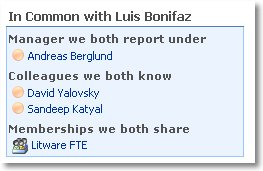 In Common with Luis Bonifaz
Manager we both report under
Andreas Berglund
Colleagues we both know
David Yalovsky
Sandeep Katyal
Memberships we both share
Litware FTE